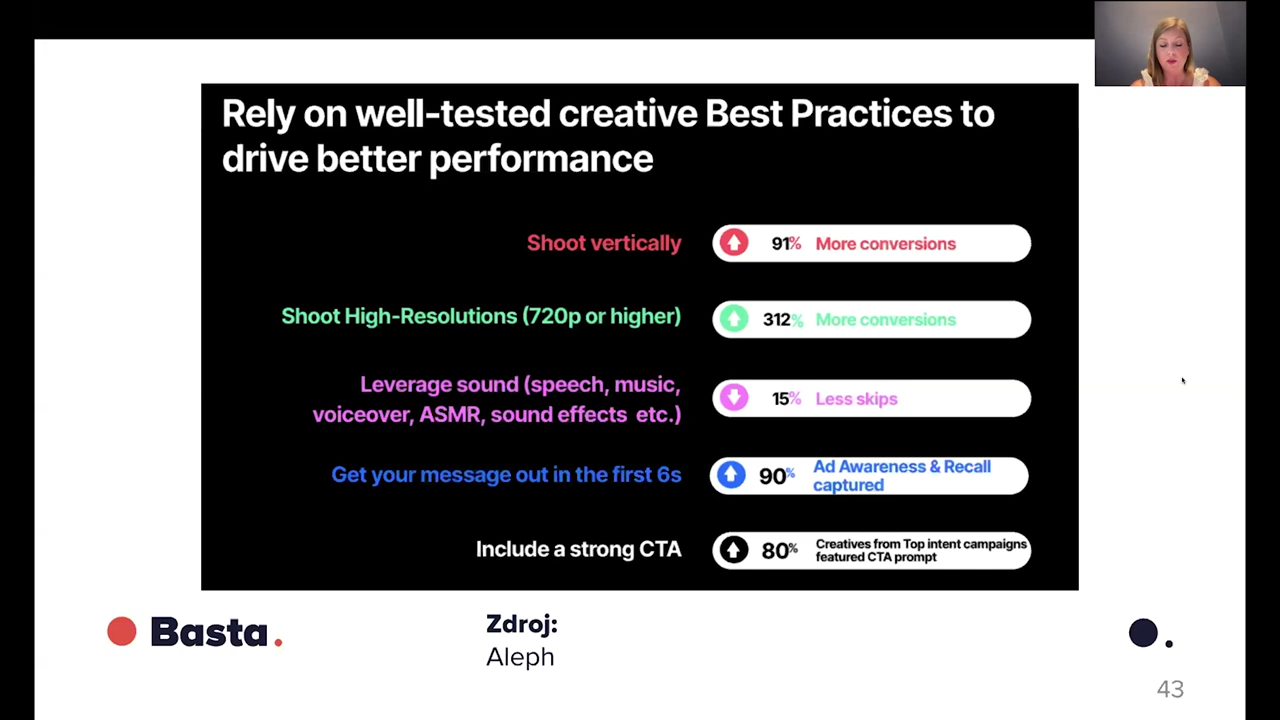 Rely on well-tested creative Best Practices to
drive better performance
Shoot vertically
91% More conversions
Shoot High-Resolutions (720p or higher)
312% More conversions
Leverage sound (speech, music,
voiceover, ASMR, sound effects etc.)
15% Less skips
Get your message out in the first 6s
90% Ad Awareness & Recall
captured
Include a strong CTA
80% Creatives from Top intent campaigns
featured CTA prompt
Basta.
Zdroj:
Aleph
43